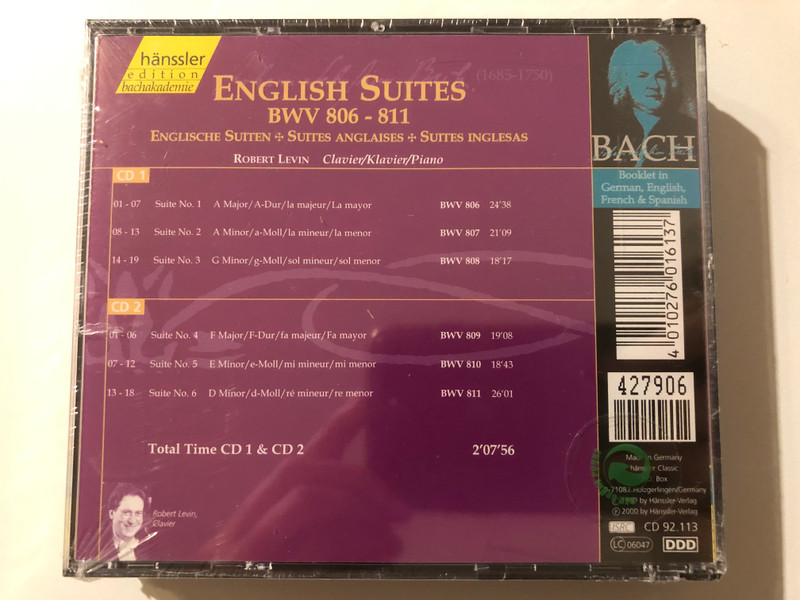 hänssler
edition
bachakademie
(1685-1750)
ENGLISH SUITES
BWV 806 - 811
ENGLISCHE SUITEN ✢ SUITES ANGLAISES ✢ SUITES INGLESAS
ROBERT LEVIN Clavier/Klavier/Piano
CD 1
01 - 07 Suite No. 1 A Major/A-Dur/la majeur/La mayor BWV 806 24'38
08 - 13 Suite No. 2 A Minor/a-Moll/la mineur/la menor BWV 807 21'09
14 - 19 Suite No. 3 G Minor/g-Moll/sol mineur/sol menor BWV 808 18'17
CD 2
01 - 06 Suite No. 4 F Major/F-Dur/fa majeur/Fa mayor BWV 809 19'08
07 - 12 Suite No. 5 E Minor/e-Moll/mi mineur/mi menor BWV 810 18'43
13 - 18 Suite No. 6 D Minor/d-Moll/ré mineur/re menor BWV 811 26'01
Total Time CD 1 & CD 2 2'07'56
Robert Levin,
Clavier
BACH
Booklet in
German, English,
French & Spanish
4 010276 016137
427906
Made in Germany
hänssler Classic
Box
Holzgerlingen/Germany
by Hänssler-Verlag
℗ 2000 by Hänssler-Verlag
ISRC CD 92.113
LC 06047 DDD